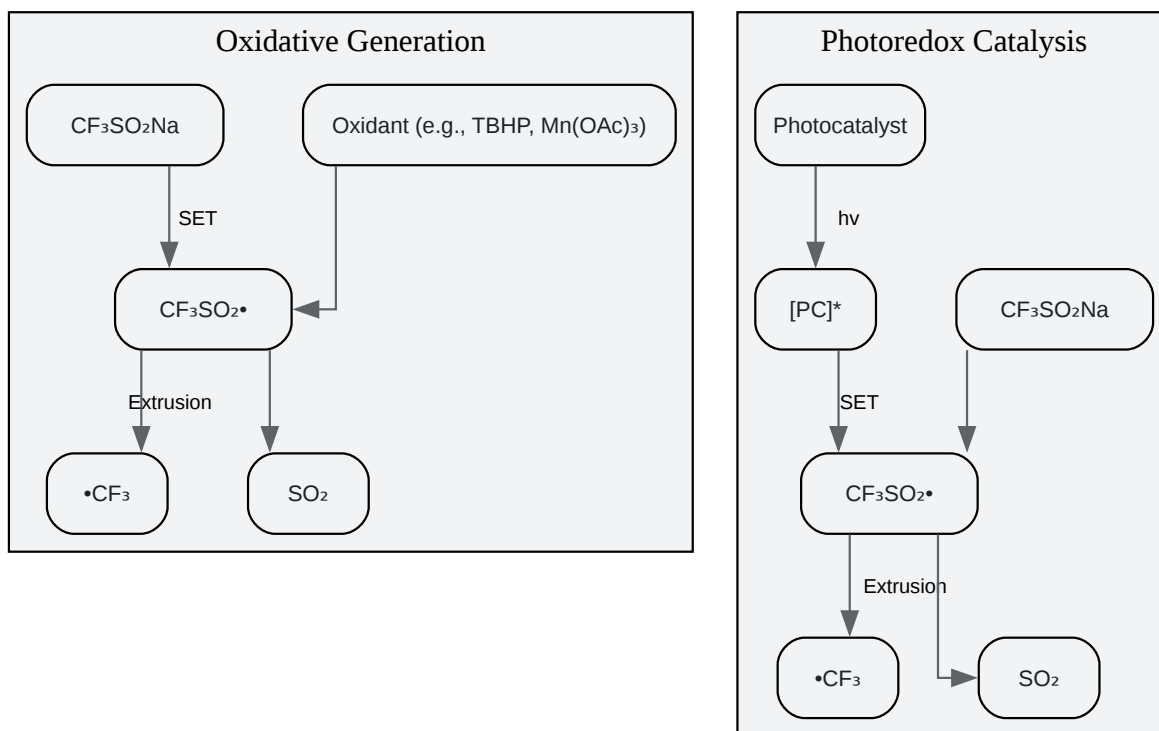 Oxidative Generation
CF₃SO₂Na
Oxidant (e.g., TBHP, Mn(OAc)₃)
SET
CF₃SO₂•
Extrusion
•CF₃
SO₂
Photoredox Catalysis
Photocatalyst
hv
[PC]*
CF₃SO₂Na
SET
CF₃SO₂•
Extrusion
•CF₃
SO₂